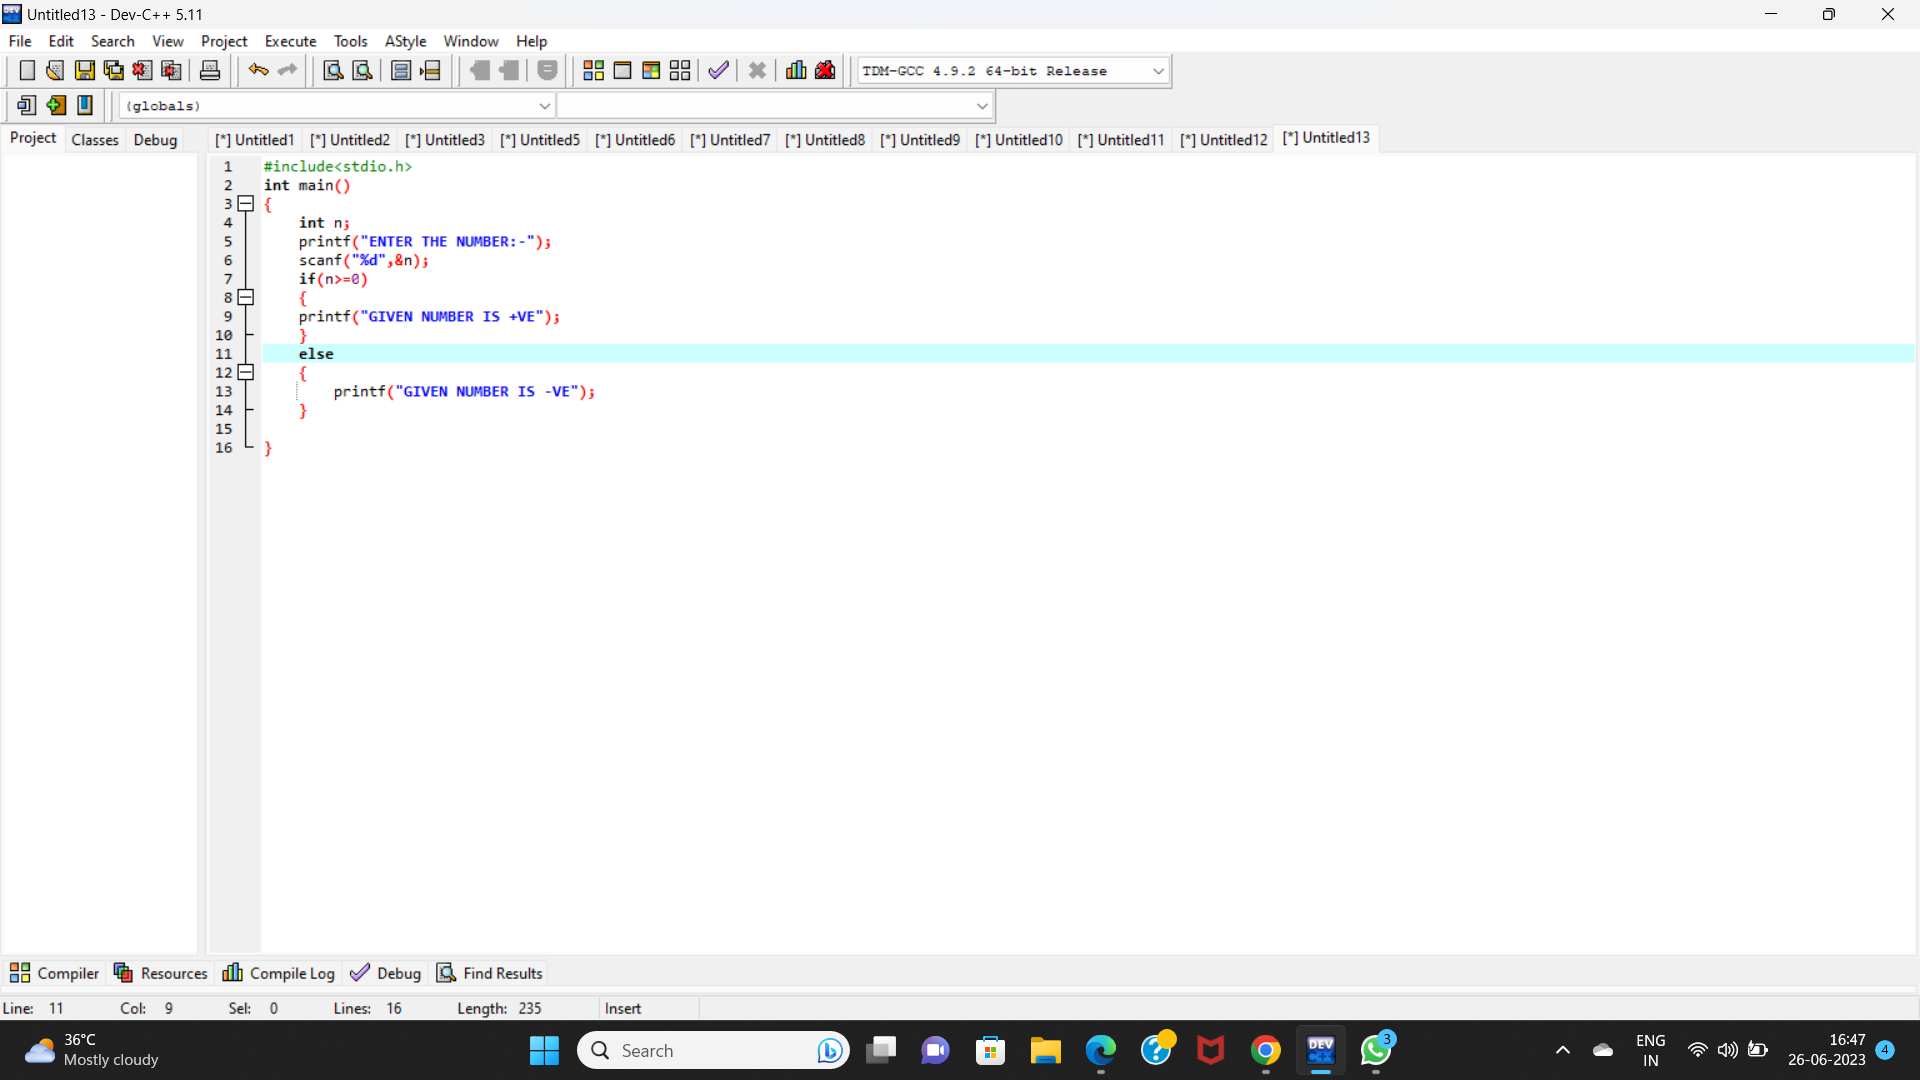 Untitled13 - Dev-C++ 5.11
File Edit Search View Project Execute Tools AStyle Window Help
TDM-GCC 4.9.2 64-bit Release
(globals)
Project Classes Debug [*] Untitled1 [*] Untitled2 [*] Untitled3 [*] Untitled5 [*] Untitled6 [*] Untitled7 [*] Untitled8 [*] Untitled9 [*] Untitled10 [*] Untitled11 [*] Untitled12 [*] Untitled13
1 #include<stdio.h>
2 int main()
3 {
4 int n;
5 printf("ENTER THE NUMBER:-");
6 scanf("%d",&n);
7 if(n>=0)
8 {
9 printf("GIVEN NUMBER IS +VE");
10 }
11 else
12 {
13 printf("GIVEN NUMBER IS -VE");
14 }
15
16 }
Compiler Resources Compile Log Debug Find Results
Line: 11 Col: 9 Sel: 0 Lines: 16 Length: 235 Insert
36°C
Mostly cloudy
Search
DEV
C++
3
ENG
IN
16:47
26-06-2023
4